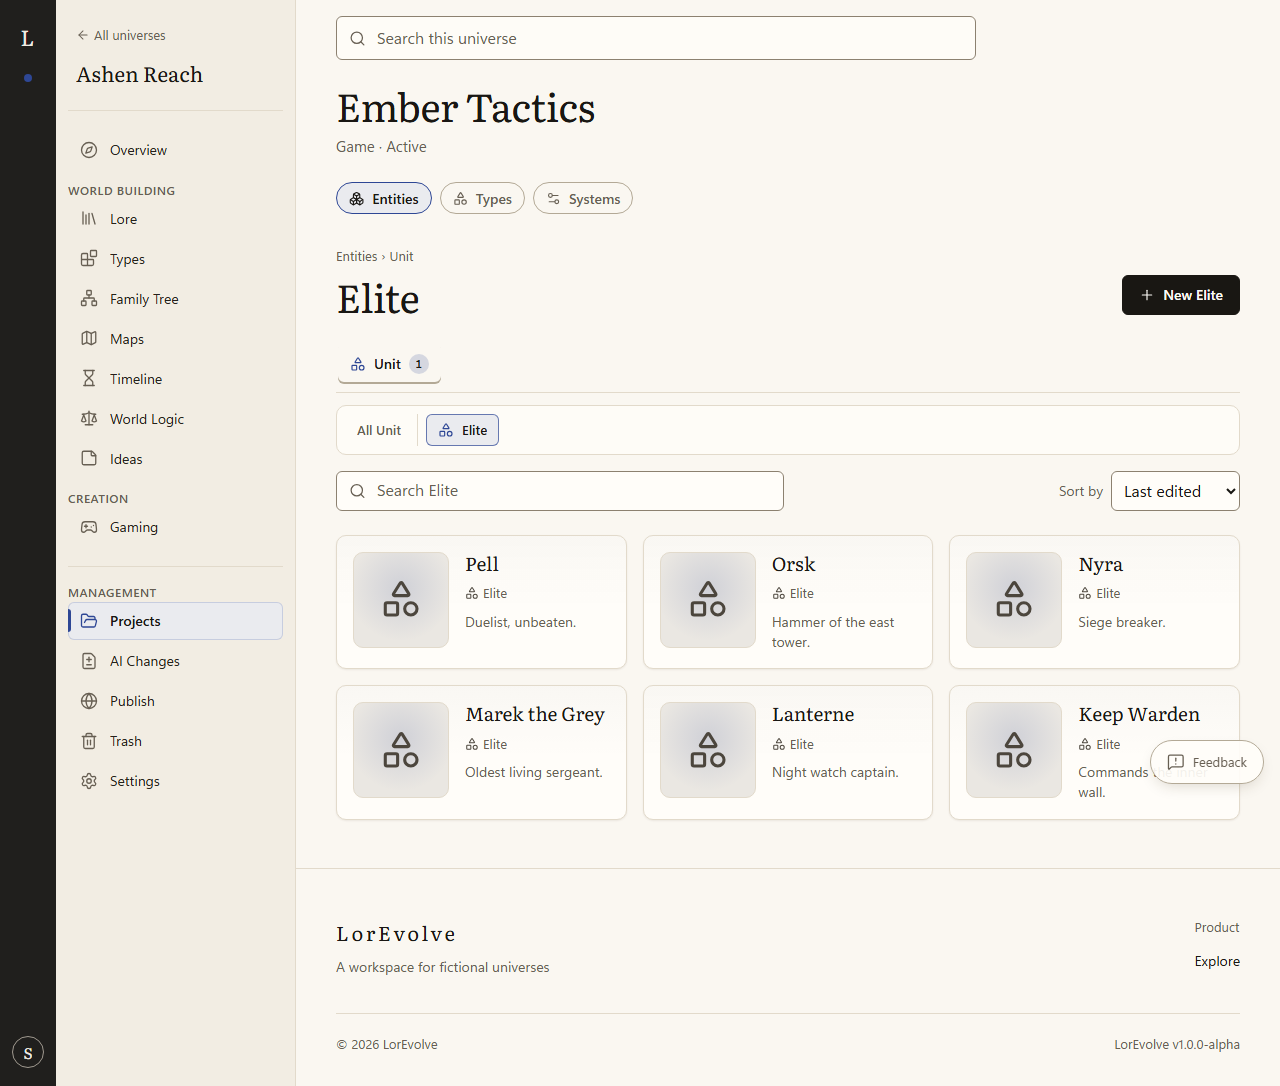 L
All universes
Ashen Reach
Overview
WORLD BUILDING
Lore
Types
Family Tree
Maps
Timeline
World Logic
Ideas
CREATION
Gaming
MANAGEMENT
Projects
AI Changes
Publish
Trash
Settings
S
Search this universe
Ember Tactics
Game · Active
Entities Types Systems
Entities › Unit
Elite
New Elite
Unit 1
All Unit Elite
Search Elite
Sort by Last edited
Pell
Elite
Duelist, unbeaten.
Orsk
Elite
Hammer of the east
tower.
Nyra
Elite
Siege breaker.
Marek the Grey
Elite
Oldest living sergeant.
Lanterne
Elite
Night watch captain.
Keep Warden
Elite
Commands the inner
wall.
Feedback
LorEvolve
A workspace for fictional universes
Product
Explore
© 2026 LorEvolve
LorEvolve v1.0.0-alpha